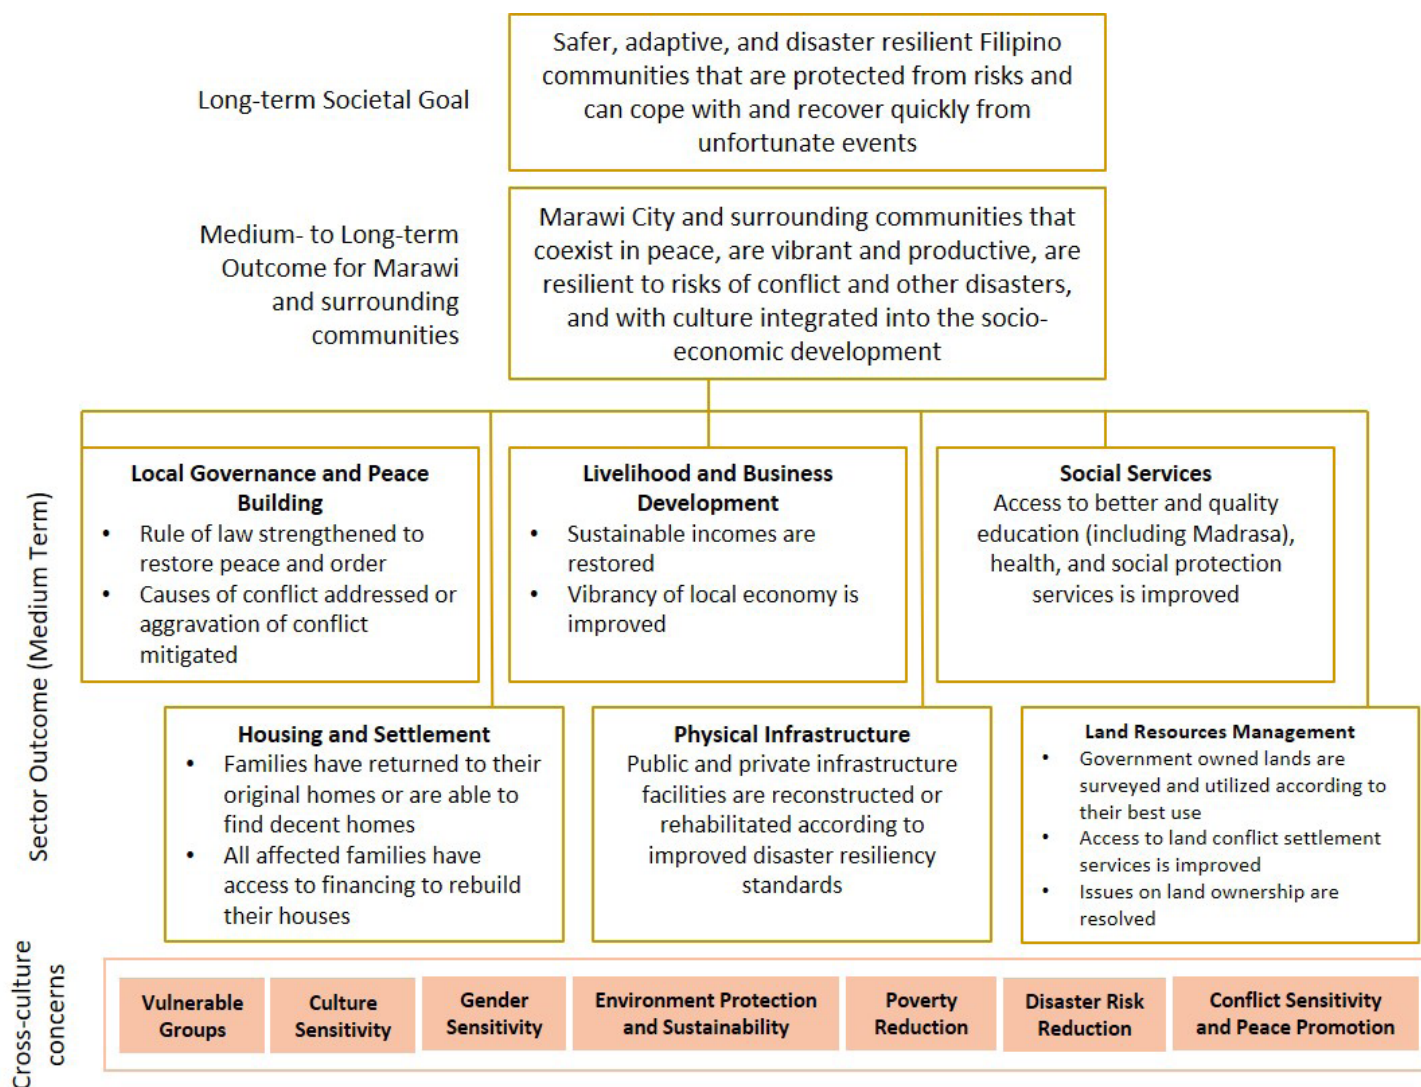 Long-term Societal Goal
Safer, adaptive, and disaster resilient Filipino
communities that are protected from risks and
can cope with and recover quickly from
unfortunate events
Medium- to Long-term
Outcome for Marawi
and surrounding
communities
Marawi City and surrounding communities that
coexist in peace, are vibrant and productive, are
resilient to risks of conflict and other disasters,
and with culture integrated into the socio-
economic development
Sector Outcome (Medium Term)
Local Governance and Peace
Building
• Rule of law strengthened to
restore peace and order
• Causes of conflict addressed or
aggravation of conflict
mitigated
Livelihood and Business
Development
• Sustainable incomes are
restored
• Vibrancy of local economy is
improved
Social Services
Access to better and quality
education (including Madrasa),
health, and social protection
services is improved
Housing and Settlement
• Families have returned to their
original homes or are able to
find decent homes
• All affected families have
access to financing to rebuild
their houses
Physical Infrastructure
Public and private infrastructure
facilities are reconstructed or
rehabilitated according to
improved disaster resiliency
standards
Land Resources Management
• Government owned lands are
surveyed and utilized according to
their best use
• Access to land conflict settlement
services is improved
• Issues on land ownership are
resolved
Cross-culture
concerns
Vulnerable
Groups
Culture
Sensitivity
Gender
Sensitivity
Environment Protection
and Sustainability
Poverty
Reduction
Disaster Risk
Reduction
Conflict Sensitivity
and Peace Promotion